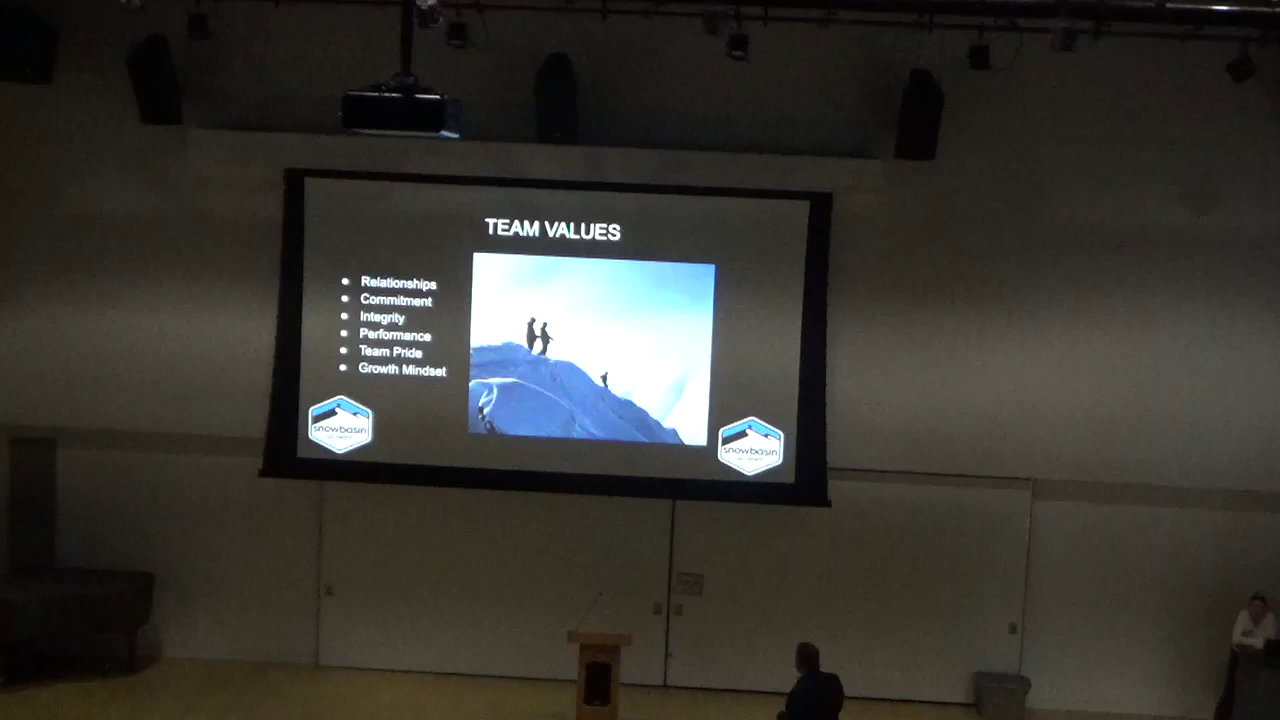 TEAM VALUES
Relationships
Commitment
Integrity
Performance
Team Pride
Growth Mindset
snowbasin
snowbasin